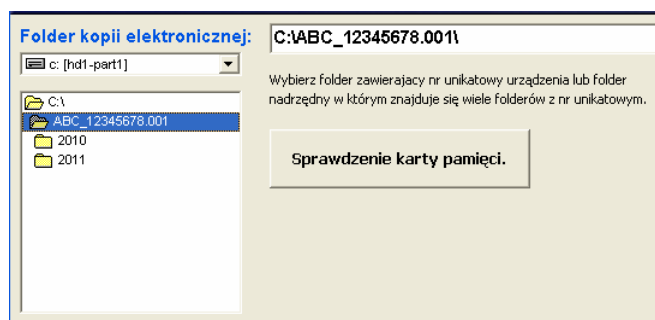 Folder kopii elektronicznej:
C:\ABC_12345678.001\
c: [hd1-part1]
Wybierz folder zawierajacy nr unikatowy urządzenia lub folder
nadrzędny w którym znajduje się wiele folderów z nr unikatowym.
C:\
ABC_12345678.001
2010
2011
Sprawdzenie karty pamięci.